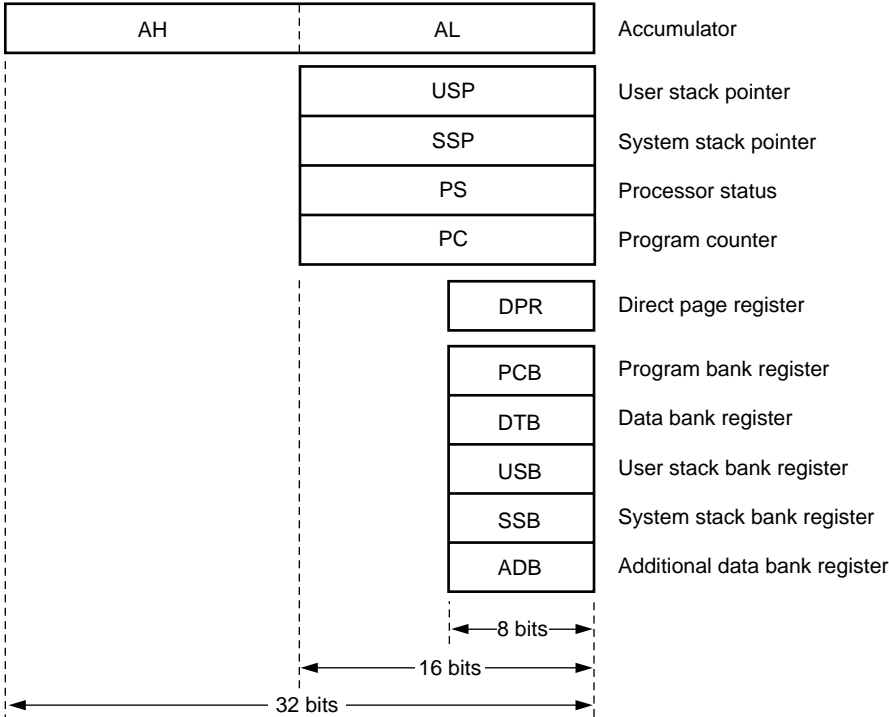 AH AL Accumulator
USP User stack pointer
SSP System stack pointer
PS Processor status
PC Program counter
DPR Direct page register
PCB Program bank register
DTB Data bank register
USB User stack bank register
SSB System stack bank register
ADB Additional data bank register
8 bits
16 bits
32 bits